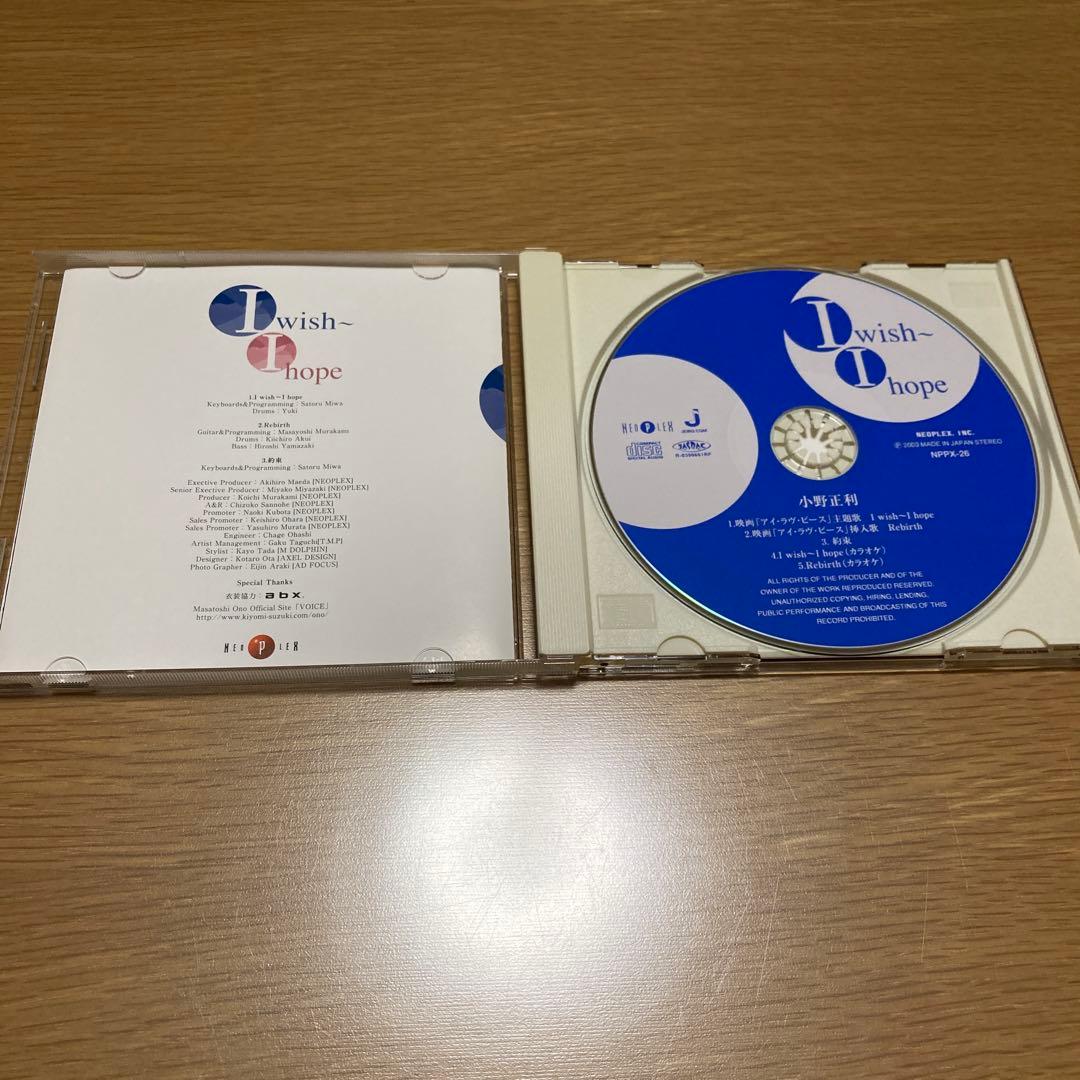 I wish~
I hope
1.I wish~I hope
Keyboards&Programming：Satoru Miwa
Drums：Yuki
2.Rebirth
Guitar&Programming：Masayoshi Murakami
Drums：Kiichiro Akui
Bass：Hiroshi Yamazaki
3.約束
Keyboards&Programming：Satoru Miwa
Exective Producer：Akihiro Maeda [NEOPLEX]
Senior Exective Producer：Miyako Miyazaki [NEOPLEX]
Producer：Koichi Murakami [NEOPLEX]
A&R：Chizuko Sannohe [NEOPLEX]
Promoter：Naoki Kubota [NEOPLEX]
Sales Promoter：Keishiro Ohara [NEOPLEX]
Sales Promoter：Yasuhiro Murata [NEOPLEX]
Engineer：Chage Ohashi
Artist Management：Gaku Taguchi[T.M.P]
Stylist：Kayo Tada [M DOLPHIN]
Designer：Kotaro Ota [AXEL DESIGN]
Photo Grapher：Eijin Araki [AD FOCUS]
Special Thanks
衣装協力：abx.
Masatoshi Ono Official Site「VOICE」
http://www.kiyomi-suzuki.com/ono/
NEOPLEX
I wish~
I hope
NEOPLEX
J
COMPACT
disc
DIGITAL AUDIO
JASRAC
NEOPLEX, INC.
Ⓟ 2003 MADE IN JAPAN STEREO
NPPX-26
小野正利
1.映画「アイ・ラヴ・ピース」主題歌 I wish~I hope
2.映画「アイ・ラヴ・ピース」挿入歌 Rebirth
3. 約束
4.I wish~I hope(カラオケ)
5.Rebirth(カラオケ)
ALL RIGHTS OF THE PRODUCER AND OF THE
OWNER OF THE WORK REPRODUCED RESERVED.
UNAUTHORIZED COPYING, HIRING, LENDING,
PUBLIC PERFORMANCE AND BROADCASTING OF THIS
RECORD PROHIBITED.